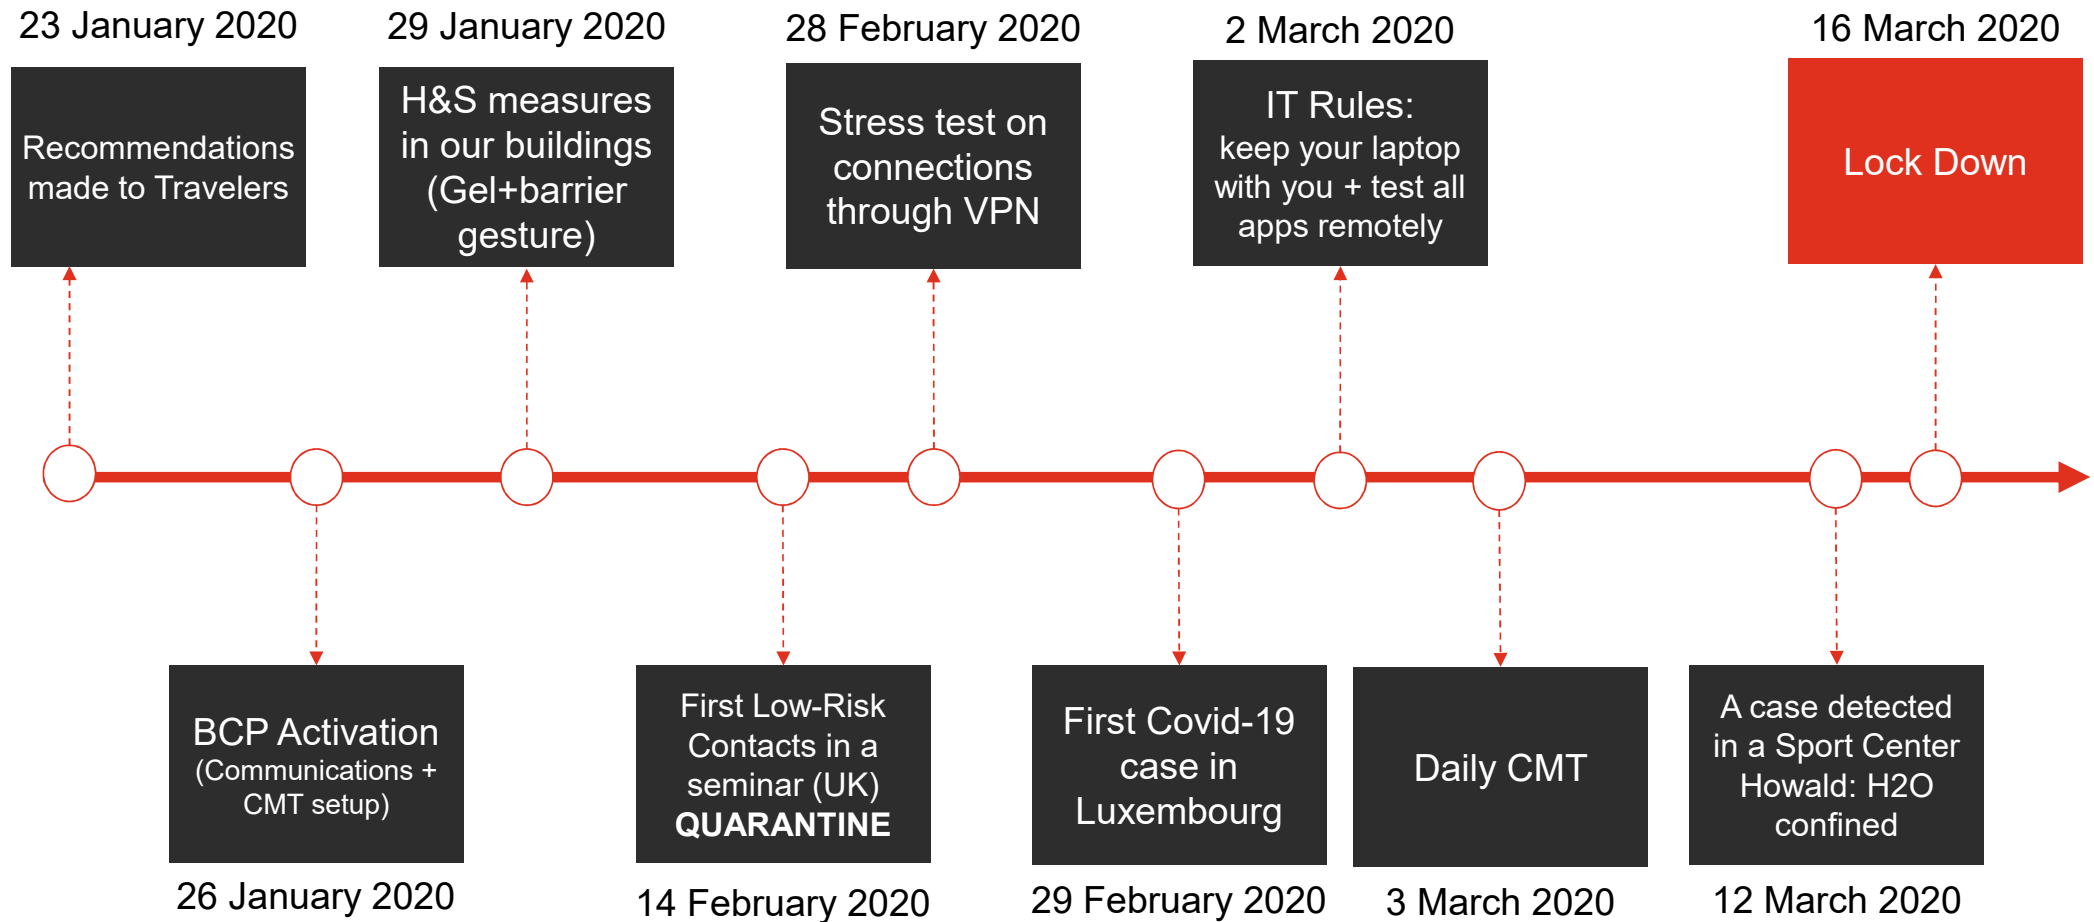 23 January 2020
29 January 2020
28 February 2020
2 March 2020
16 March 2020
Recommendations
made to Travelers
H&S measures
in our buildings
(Gel+barrier
gesture)
Stress test on
connections
through VPN
IT Rules:
keep your laptop
with you + test all
apps remotely
Lock Down
BCP Activation
(Communications +
CMT setup)
First Low-Risk
Contacts in a
seminar (UK)
QUARANTINE
First Covid-19
case in
Luxembourg
Daily CMT
A case detected
in a Sport Center
Howald: H2O
confined
26 January 2020
14 February 2020
29 February 2020
3 March 2020
12 March 2020